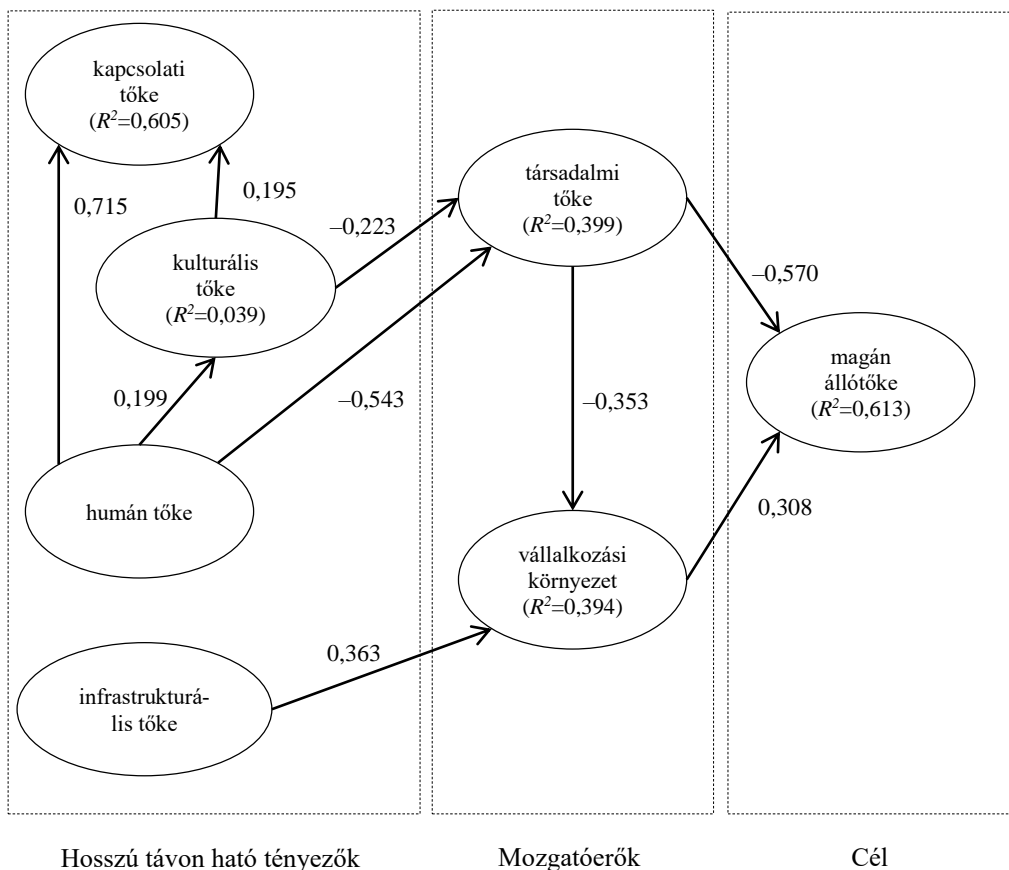 kapcsolati
tőke
(R²=0,605)
0,715
0,195
kulturális
tőke
(R²=0,039)
0,199
humán tőke
infrastrukturá-
lis tőke
–0,223
–0,543
0,363
társadalmi
tőke
(R²=0,399)
–0,353
vállalkozási
környezet
(R²=0,394)
–0,570
magán
állótőke
(R²=0,613)
0,308
Hosszú távon ható tényezők
Mozgatóerők
Cél